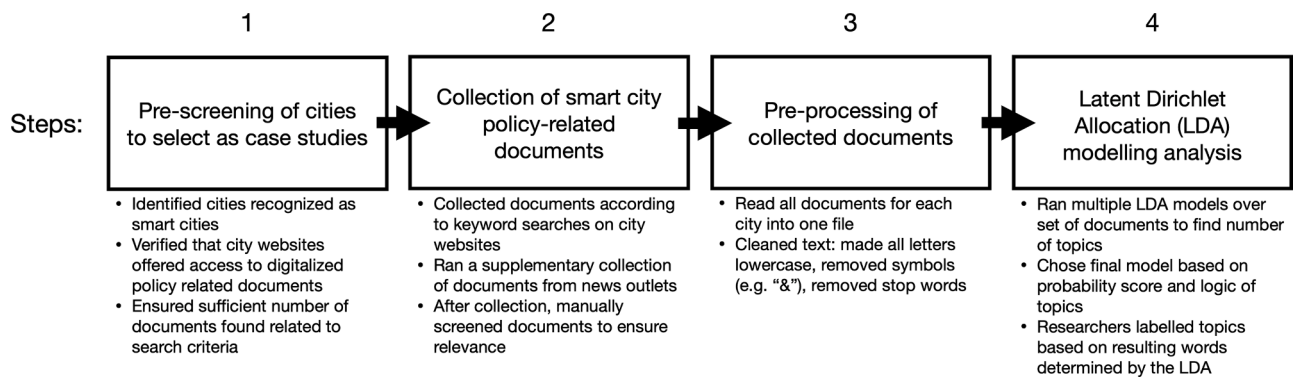 1
2
3
4
Steps:
Pre-screening of cities
to select as case studies
Collection of smart city
policy-related
documents
Pre-processing of
collected documents
Latent Dirichlet
Allocation (LDA)
modelling analysis
• Identified cities recognized as
smart cities
• Verified that city websites
offered access to digitalized
policy related documents
• Ensured sufficient number of
documents found related to
search criteria
• Collected documents according
to keyword searches on city
websites
• Ran a supplementary collection
of documents from news outlets
• After collection, manually
screened documents to ensure
relevance
• Read all documents for each
city into one file
• Cleaned text: made all letters
lowercase, removed symbols
(e.g. “&”), removed stop words
• Ran multiple LDA models over
set of documents to find number
of topics
• Chose final model based on
probability score and logic of
topics
• Researchers labelled topics
based on resulting words
determined by the LDA